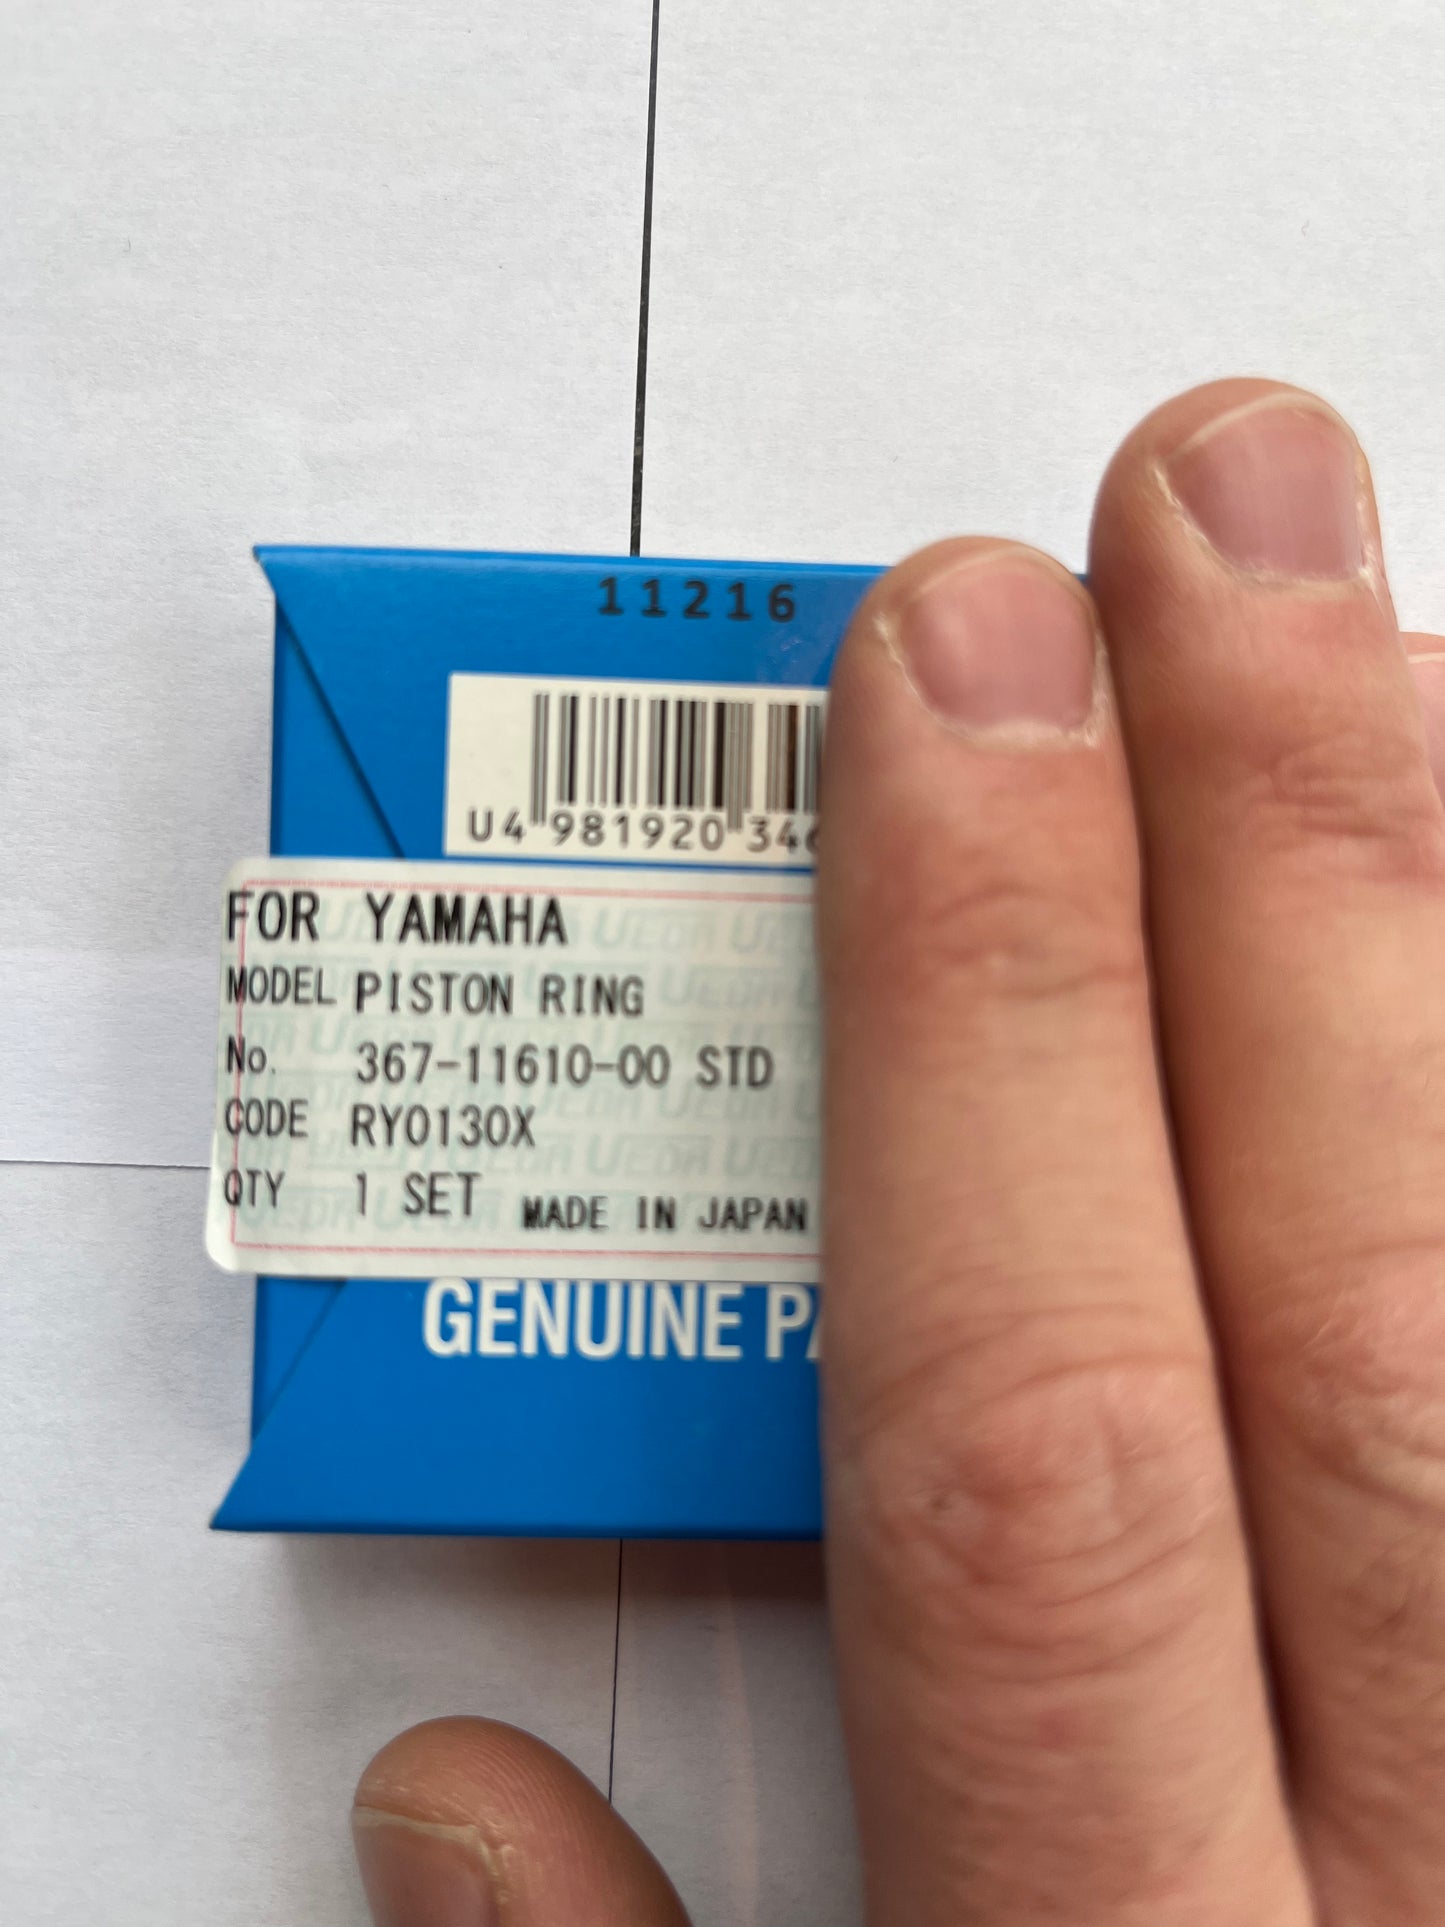 11216
U4 981920 34
FOR YAMAHA
MODEL PISTON RING
No. 367-11610-00 STD
CODE RY0130X
QTY 1 SET MADE IN JAPAN
GENUINE